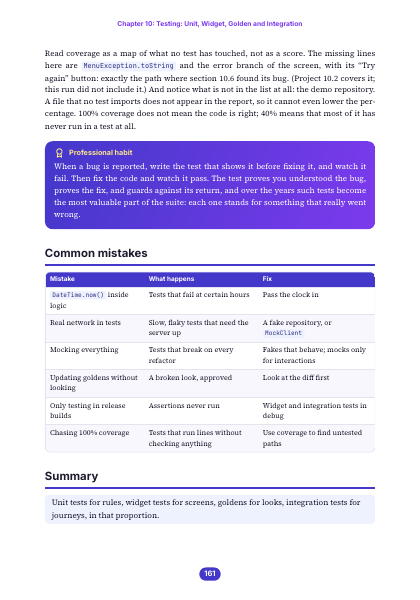 Chapter 10: Testing: Unit, Widget, Golden and Integration
Read coverage as a map of what no test has touched, not as a score. The missing lines
here are MenuException.toString and the error branch of the screen, with its “Try
again” button: exactly the path where section 10.6 found its bug. (Project 10.2 covers it;
this run did not include it.) And notice what is not in the list at all: the demo repository.
A file that no test imports does not appear in the report, so it cannot even lower the per-
centage. 100% coverage does not mean the code is right; 40% means that most of it has
never run in a test at all.
Professional habit
When a bug is reported, write the test that shows it before fixing it, and watch it
fail. Then fix the code and watch it pass. The test proves you understood the bug,
proves the fix, and guards against its return, and over the years such tests become
the most valuable part of the suite: each one stands for something that really went
wrong.
Common mistakes
Mistake What happens Fix
DateTime.now() inside Tests that fail at certain hours Pass the clock in
logic
Real network in tests Slow, flaky tests that need the A fake repository, or
server up MockClient
Mocking everything Tests that break on every Fakes that behave; mocks only
refactor for interactions
Updating goldens without A broken look, approved Look at the diff first
looking
Only testing in release Assertions never run Widget and integration tests in
builds debug
Chasing 100% coverage Tests that run lines without Use coverage to find untested
checking anything paths
Summary
Unit tests for rules, widget tests for screens, goldens for looks, integration tests for
journeys, in that proportion.
161